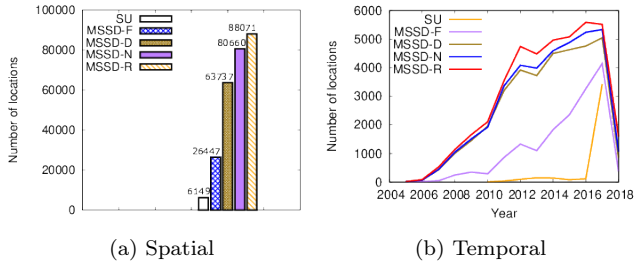 Number of locations
100000
80000
60000
40000
20000
0
SU
MSSD-F
MSSD-D
MSSD-N
MSSD-R
6149
26447
63737
80660
88071
(a) Spatial
Number of locations
6000
5000
4000
3000
2000
1000
0
SU
MSSD-F
MSSD-D
MSSD-N
MSSD-R
2004 2006 2008 2010 2012 2014 2016 2018
Year
(b) Temporal